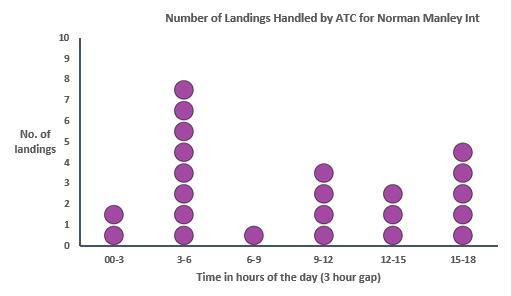 Number of Landings Handled by ATC for Norman Manley Int
10
9
8
7
6
5
4
3
2
1
0
No. of
landings
00-3 3-6 6-9 9-12 12-15 15-18
Time in hours of the day (3 hour gap)